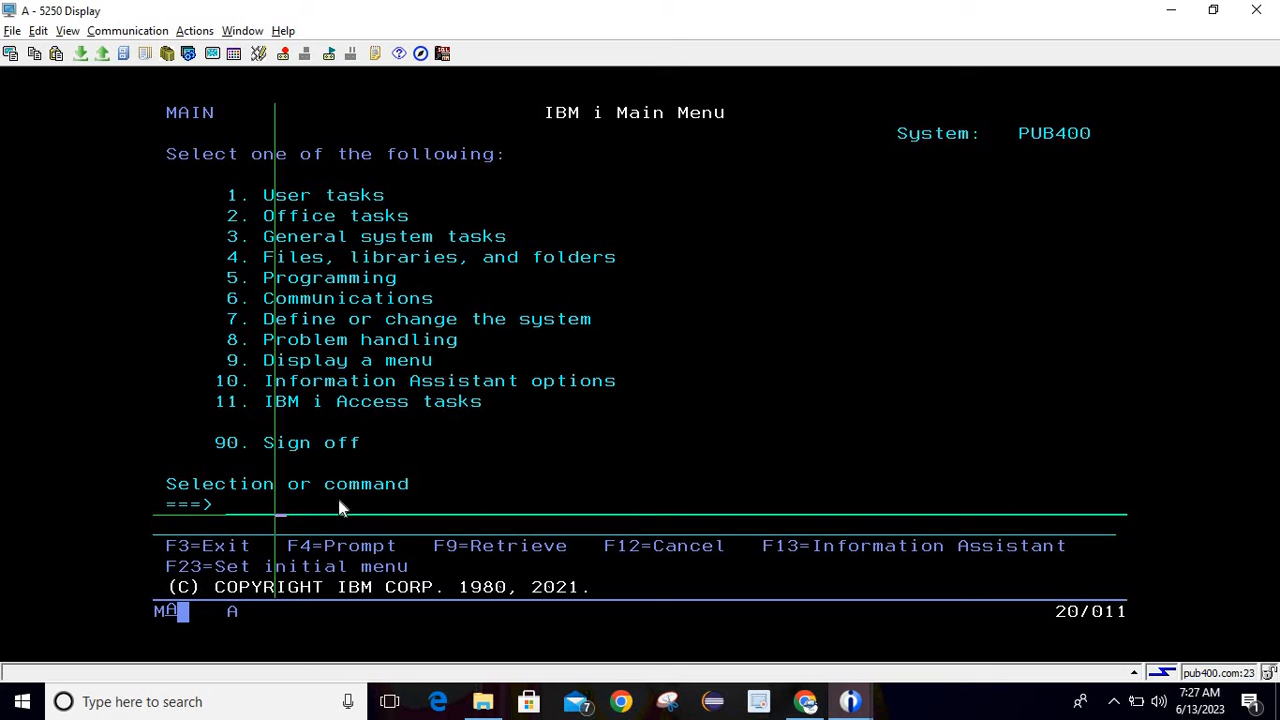 A - 5250 Display
File Edit View Communication Actions Window Help
MAIN IBM i Main Menu
System: PUB400
Select one of the following:
1. User tasks
2. Office tasks
3. General system tasks
4. Files, libraries, and folders
5. Programming
6. Communications
7. Define or change the system
8. Problem handling
9. Display a menu
10. Information Assistant options
11. IBM i Access tasks
90. Sign off
Selection or command
===>
F3=Exit F4=Prompt F9=Retrieve F12=Cancel F13=Information Assistant
F23=Set initial menu
(C) COPYRIGHT IBM CORP. 1980, 2021.
MA A 20/011
pub400.com:23
Type here to search 7 7:27 AM
6/13/2023 1